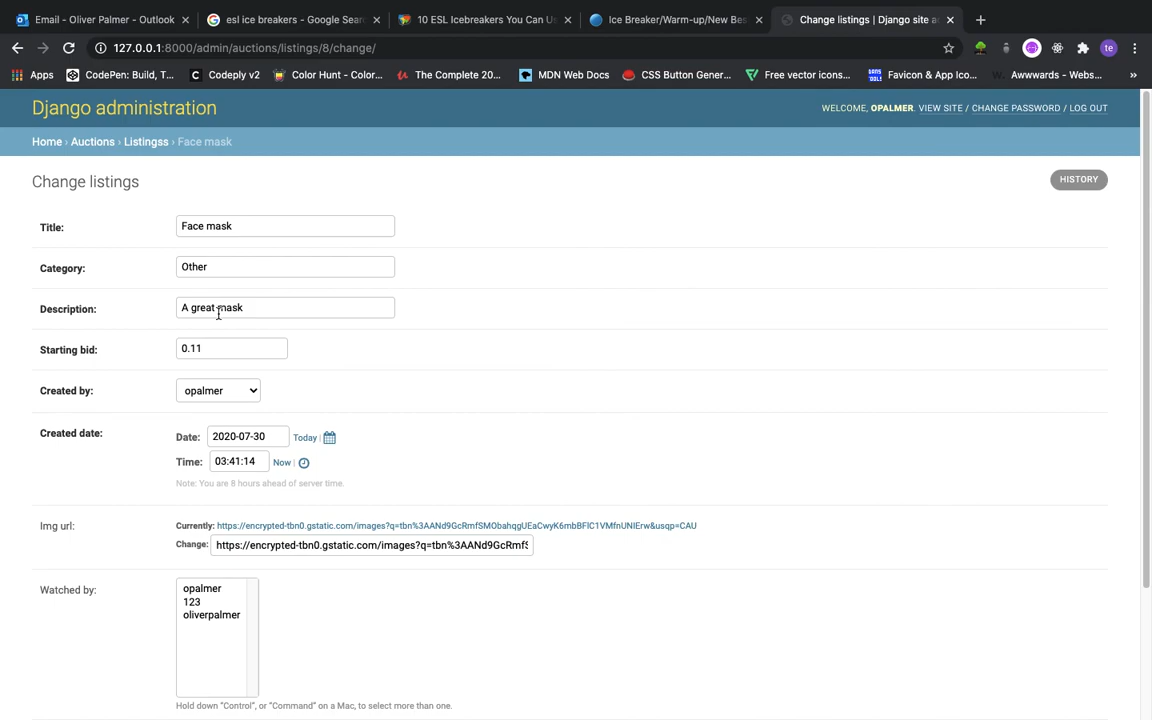 Email - Oliver Palmer - Outlook
esl ice breakers - Google Sear
10 ESL Icebreakers You Can Us
Ice Breaker/Warm-up/New Bes
Change listings | Django site a
127.0.0.1:8000/admin/auctions/listings/8/change/
te
Apps
CodePen: Build, T...
Codeply v2
Color Hunt - Color...
The Complete 20...
MDN Web Docs
CSS Button Gener...
Free vector icons...
Favicon & App Ico...
Awwwards - Webs...
»
Django administration
WELCOME, OPALMER. VIEW SITE / CHANGE PASSWORD / LOG OUT
Home › Auctions › Listingss › Face mask
Change listings
HISTORY
Title: Face mask
Category: Other
Description: A great mask
Starting bid: 0.11
Created by: opalmer
Created date:
Date: 2020-07-30 Today |
Time: 03:41:14 Now |
Note: You are 8 hours ahead of server time.
Img url:
Currently: https://encrypted-tbn0.gstatic.com/images?q=tbn%3AANd9GcRmfSMObahqgUEaCwyK6mbBFlC1VMfnUNIErw&usqp=CAU
Change: https://encrypted-tbn0.gstatic.com/images?q=tbn%3AANd9GcRmfS
Watched by:
opalmer
123
oliverpalmer
Hold down "Control", or "Command" on a Mac, to select more than one.